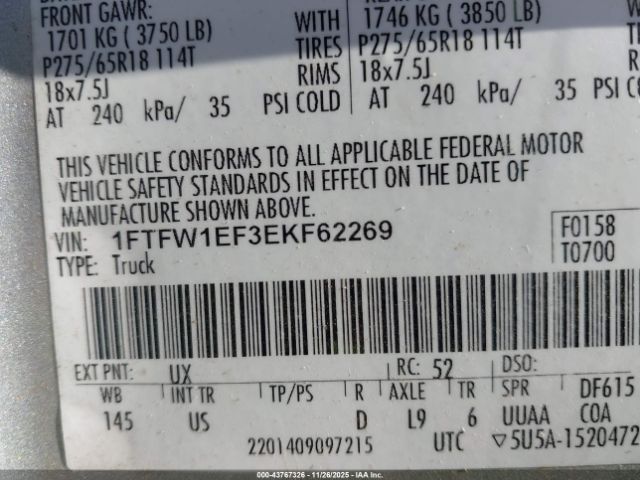 FRONT GAWR:
1701 KG ( 3750 LB) WITH 1746 KG ( 3850 LB)
P275/65R18 114T TIRES P275/65R18 114T
18x7.5J RIMS 18x7.5J
AT 240 kPa/ 35 PSI COLD AT 240 kPa/ 35 PSI
THIS VEHICLE CONFORMS TO ALL APPLICABLE FEDERAL MOTOR
VEHICLE SAFETY STANDARDS IN EFFECT ON THE DATE OF
MANUFACTURE SHOWN ABOVE.
VIN: 1FTFW1EF3EKF62269 F0158
TYPE: Truck T0700
EXT PNT: UX RC: 52 DSO:
WB INT TR TP/PS R AXLE TR SPR DF615
145 US D L9 6 UUAA COA
2201409097215 UTC ▽5U5A-1520472
© 00-43767326 - 11/26/2025 - IAA.com